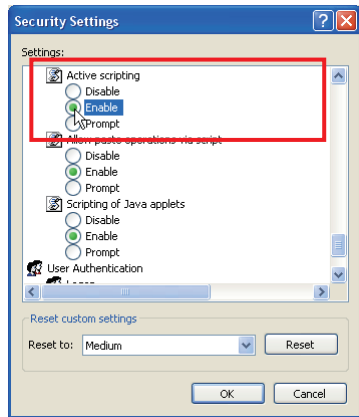 Security Settings
Settings:
Active scripting
Disable
Enable
Prompt
Allow paste operations via script
Disable
Enable
Prompt
Scripting of Java applets
Disable
Enable
Prompt
User Authentication
Logon
Reset custom settings
Reset to: Medium Reset
OK Cancel